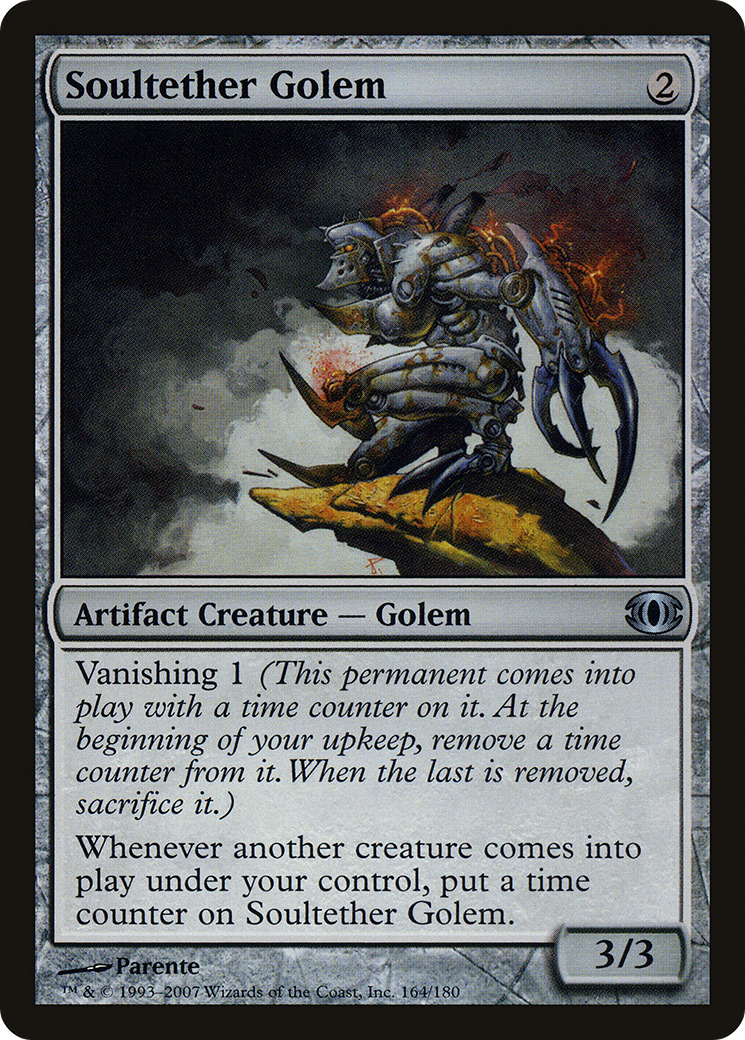 Soultether Golem 2
Artifact Creature — Golem
Vanishing 1 (This permanent comes into
play with a time counter on it. At the
beginning of your upkeep, remove a time
counter from it. When the last is removed,
sacrifice it.)
Whenever another creature comes into
play under your control, put a time
counter on Soultether Golem.
3/3
Parente
™ & © 1993–2007 Wizards of the Coast, Inc. 164/180